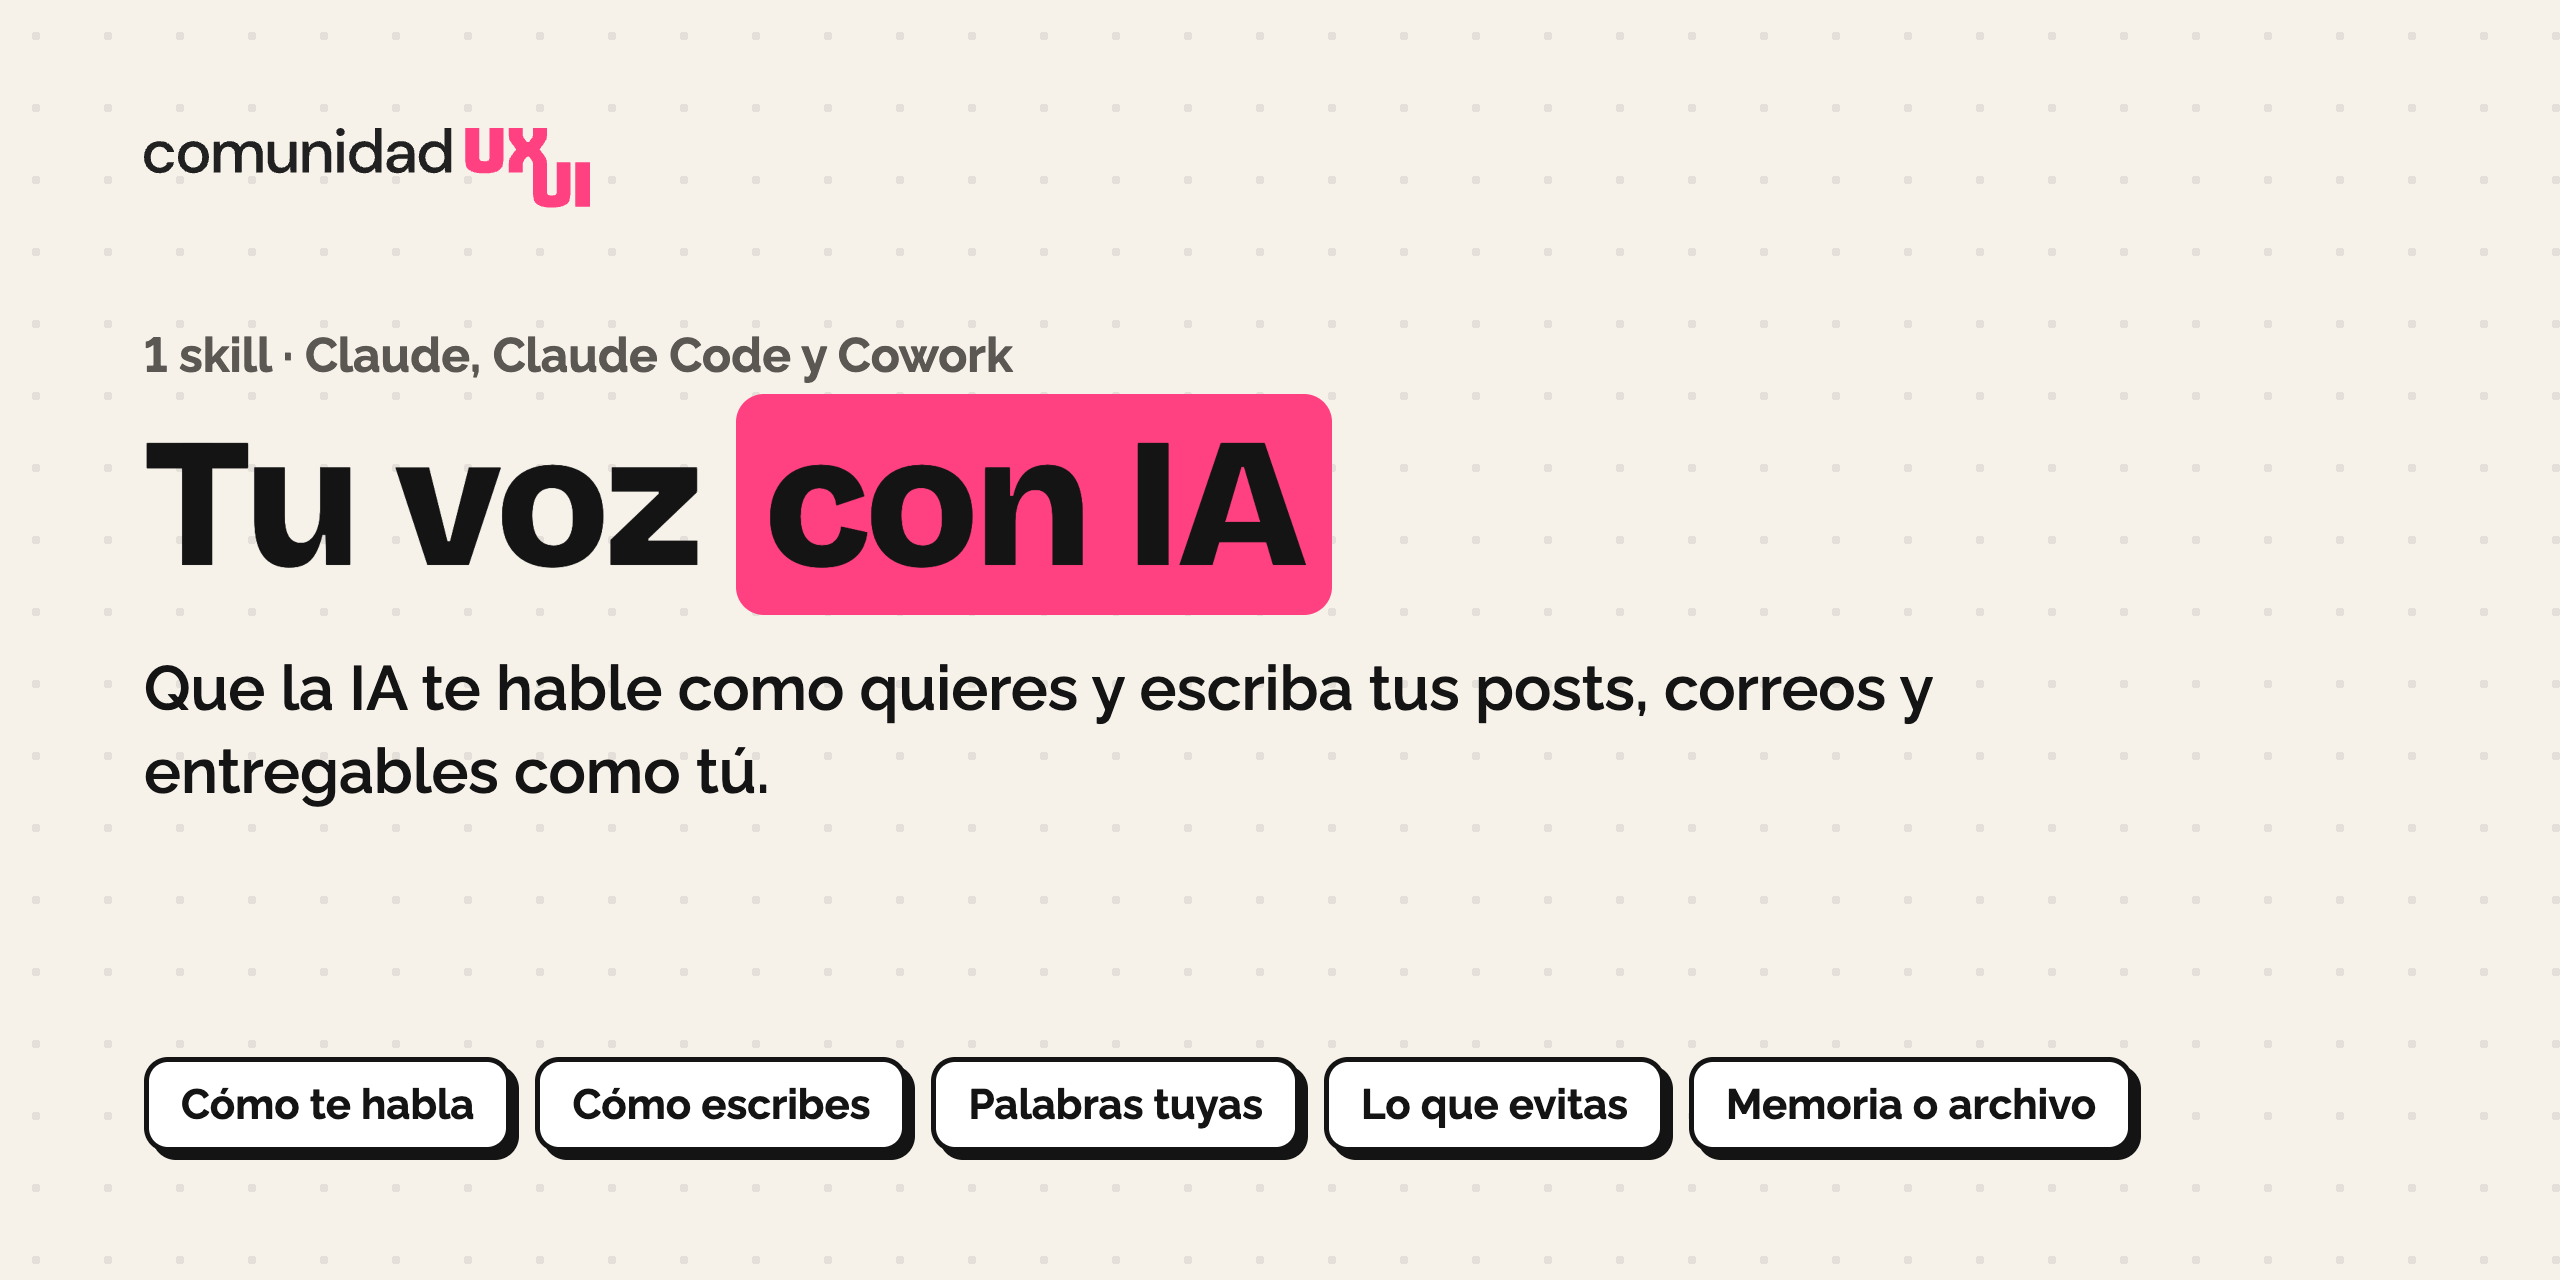 comunidad UX
UI
1 skill · Claude, Claude Code y Cowork
Tu voz con IA
Que la IA te hable como quieres y escriba tus posts, correos y
entregables como tú.
Cómo te habla
Cómo escribes
Palabras tuyas
Lo que evitas
Memoria o archivo